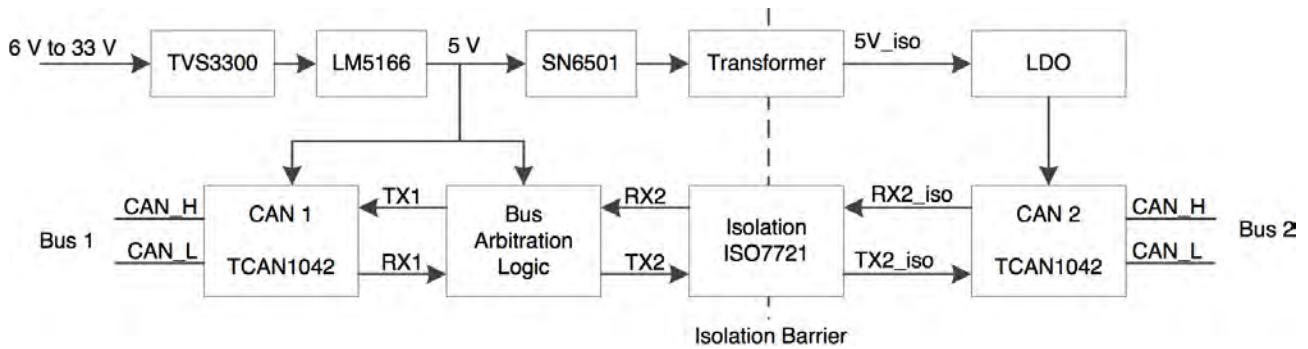 6 V to 33 V
TVS3300
LM5166
5 V
SN6501
Transformer
5V_iso
LDO
Bus 1
CAN_H
CAN_L
CAN 1
TCAN1042
TX1
RX1
Bus
Arbitration
Logic
RX2
TX2
Isolation
ISO7721
RX2_iso
TX2_iso
CAN 2
TCAN1042
CAN_H
CAN_L
Bus 2
Isolation Barrier